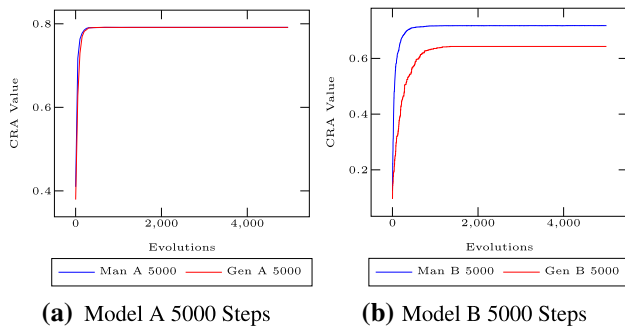 0.8
0.6
0.4
CRA Value
0
2,000
4,000
Evolutions
Man A 5000
Gen A 5000
(a) Model A 5000 Steps
0.6
0.4
0.2
CRA Value
0
2,000
4,000
Evolutions
Man B 5000
Gen B 5000
(b) Model B 5000 Steps